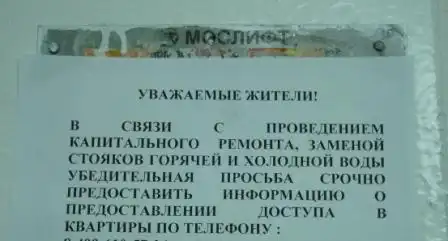 МОСЛИФТ
УВАЖАЕМЫЕ ЖИТЕЛИ!
В СВЯЗИ С ПРОВЕДЕНИЕМ
КАПИТАЛЬНОГО РЕМОНТА, ЗАМЕНОЙ
СТОЯКОВ ГОРЯЧЕЙ И ХОЛОДНОЙ ВОДЫ
УБЕДИТЕЛЬНАЯ ПРОСЬБА СРОЧНО
ПРЕДОСТАВИТЬ ИНФОРМАЦИЮ О
ПРЕДОСТАВЛЕНИИ ДОСТУПА В
КВАРТИРЫ ПО ТЕЛЕФОНУ :